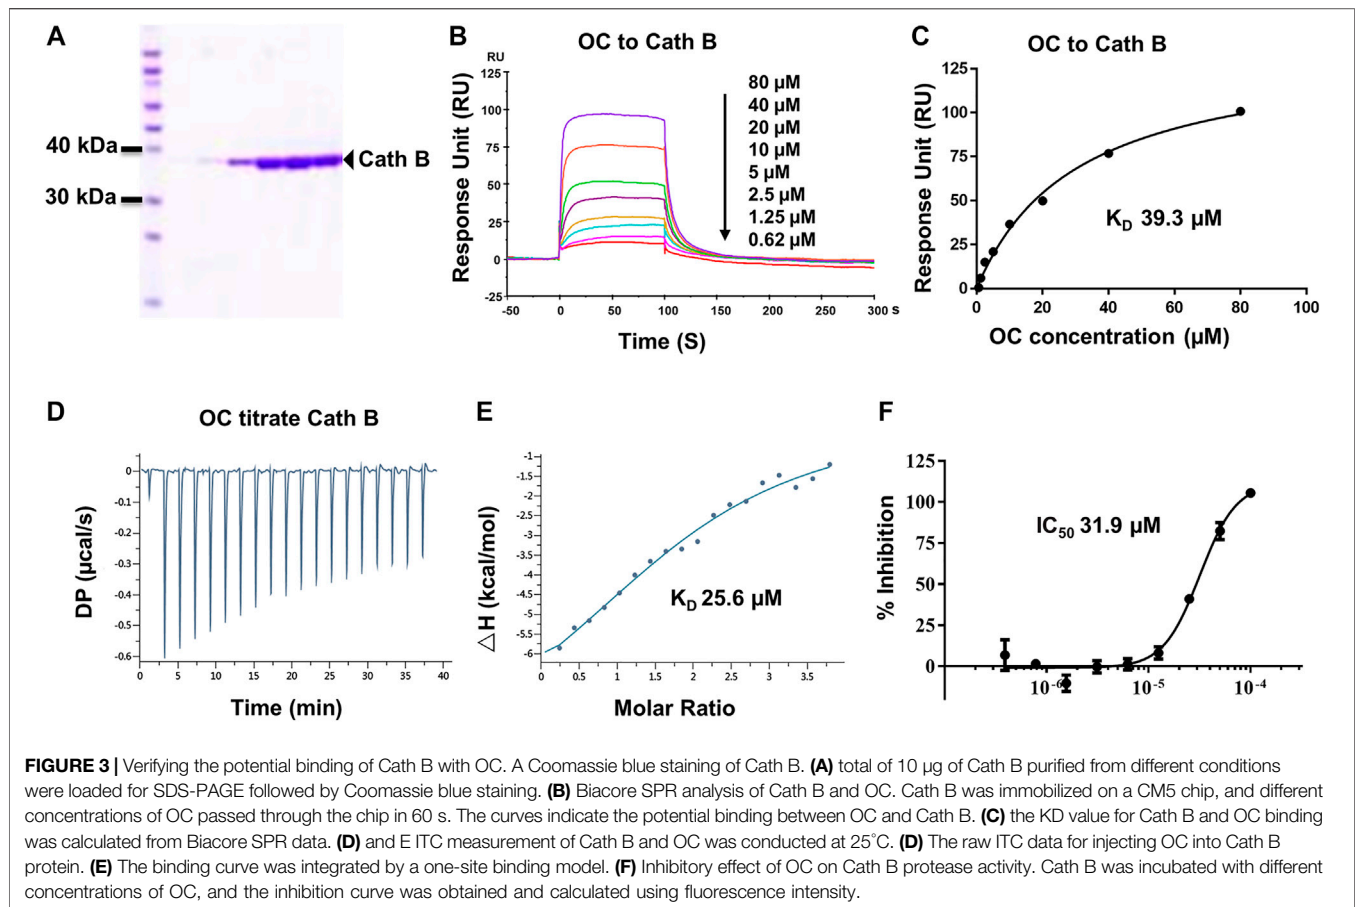 A
40 kDa
30 kDa
Cath B
B
OC to Cath B
RU
Response Unit (RU)
125
100
75
50
25
0
-25
-50
0
50
100
150
200
250
300 s
Time (S)
80 µM
40 µM
20 µM
10 µM
5 µM
2.5 µM
1.25 µM
0.62 µM
C
OC to Cath B
Response Unit (RU)
125
100
75
50
25
0
0
20
40
60
80
100
OC concentration (µM)
K_D 39.3 µM
D
OC titrate Cath B
DP (µcal/s)
0
-0.1
-0.2
-0.3
-0.4
-0.5
-0.6
0
5
10
15
20
25
30
35
40
Time (min)
E
△H (kcal/mol)
-1
-1.5
-2
-2.5
-3
-3.5
-4
-4.5
-5
-5.5
-6
0
0.5
1
1.5
2
2.5
3
3.5
Molar Ratio
K_D 25.6 µM
F
% Inhibition
125
100
75
50
25
0
10⁻⁶
10⁻⁵
10⁻⁴
IC₅₀ 31.9 µM
FIGURE 3 | Verifying the potential binding of Cath B with OC. A Coomassie blue staining of Cath B. (A) total of 10 µg of Cath B purified from different conditions
were loaded for SDS-PAGE followed by Coomassie blue staining. (B) Biacore SPR analysis of Cath B and OC. Cath B was immobilized on a CM5 chip, and different
concentrations of OC passed through the chip in 60 s. The curves indicate the potential binding between OC and Cath B. (C) the KD value for Cath B and OC binding
was calculated from Biacore SPR data. (D) and E ITC measurement of Cath B and OC was conducted at 25°C. (D) The raw ITC data for injecting OC into Cath B
protein. (E) The binding curve was integrated by a one-site binding model. (F) Inhibitory effect of OC on Cath B protease activity. Cath B was incubated with different
concentrations of OC, and the inhibition curve was obtained and calculated using fluorescence intensity.